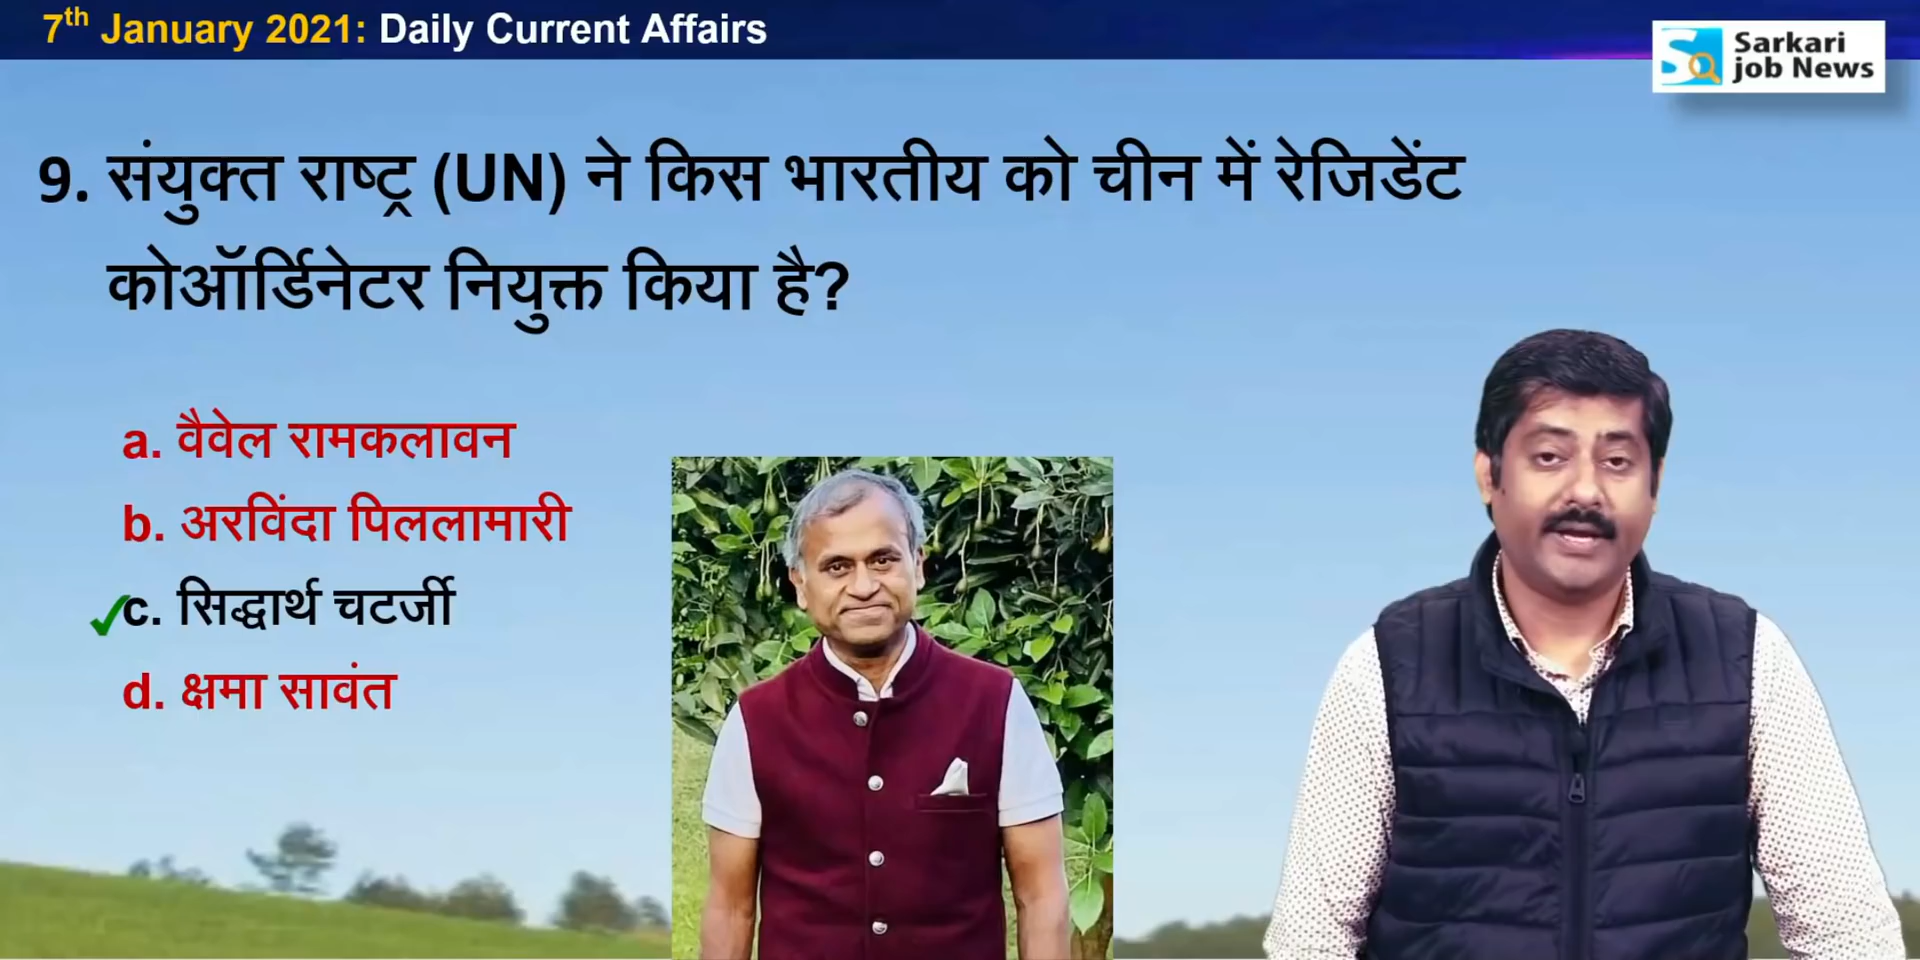 7th January 2021: Daily Current Affairs
Sarkari
job News
9. संयुक्त राष्ट्र (UN) ने किस भारतीय को चीन में रेजिडेंट
कोऑर्डिनेटर नियुक्त किया है?
a. वैवेल रामकलावन
b. अरविंदा पिललामारी
✓c. सिद्धार्थ चटर्जी
d. क्षमा सावंत